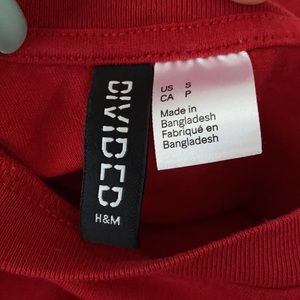 DIVIDED
H&M
US S
CA P
Made in
Bangladesh
Fabriqué en
Bangladesh